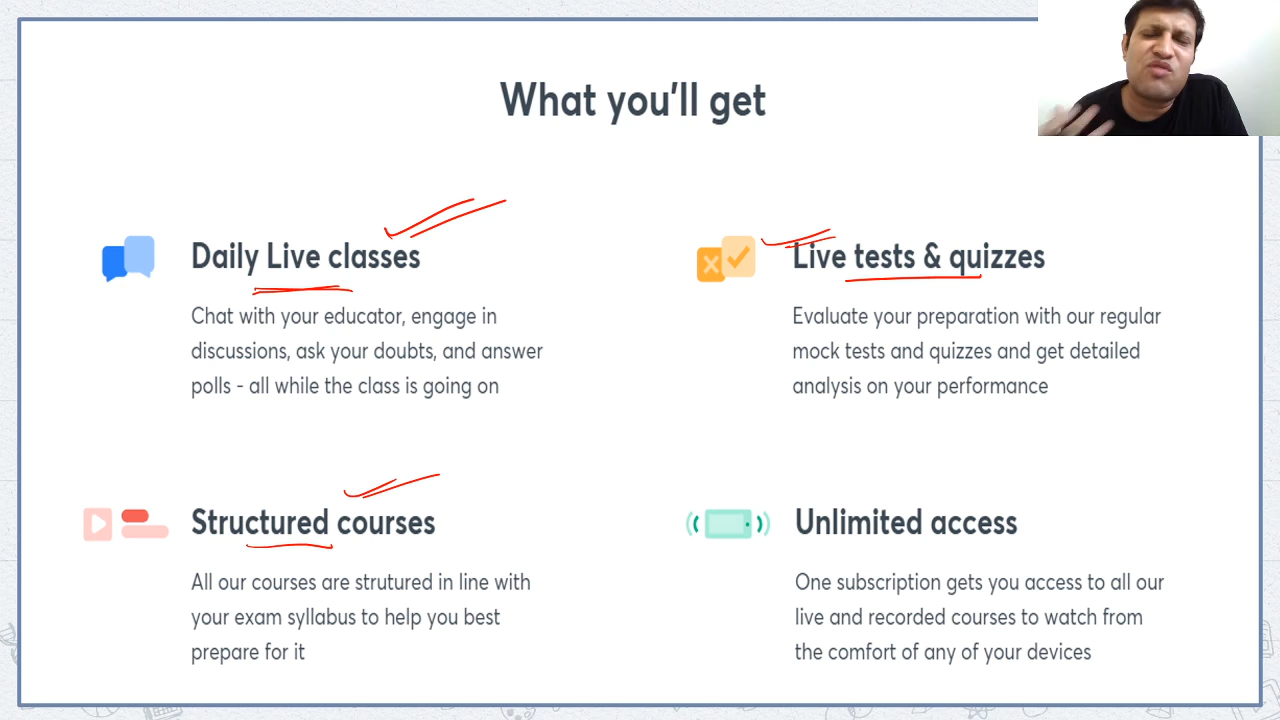 What you'll get
Daily Live classes
Chat with your educator, engage in
discussions, ask your doubts, and answer
polls - all while the class is going on
Live tests & quizzes
Evaluate your preparation with our regular
mock tests and quizzes and get detailed
analysis on your performance
Structured courses
All our courses are strutured in line with
your exam syllabus to help you best
prepare for it
Unlimited access
One subscription gets you access to all our
live and recorded courses to watch from
the comfort of any of your devices